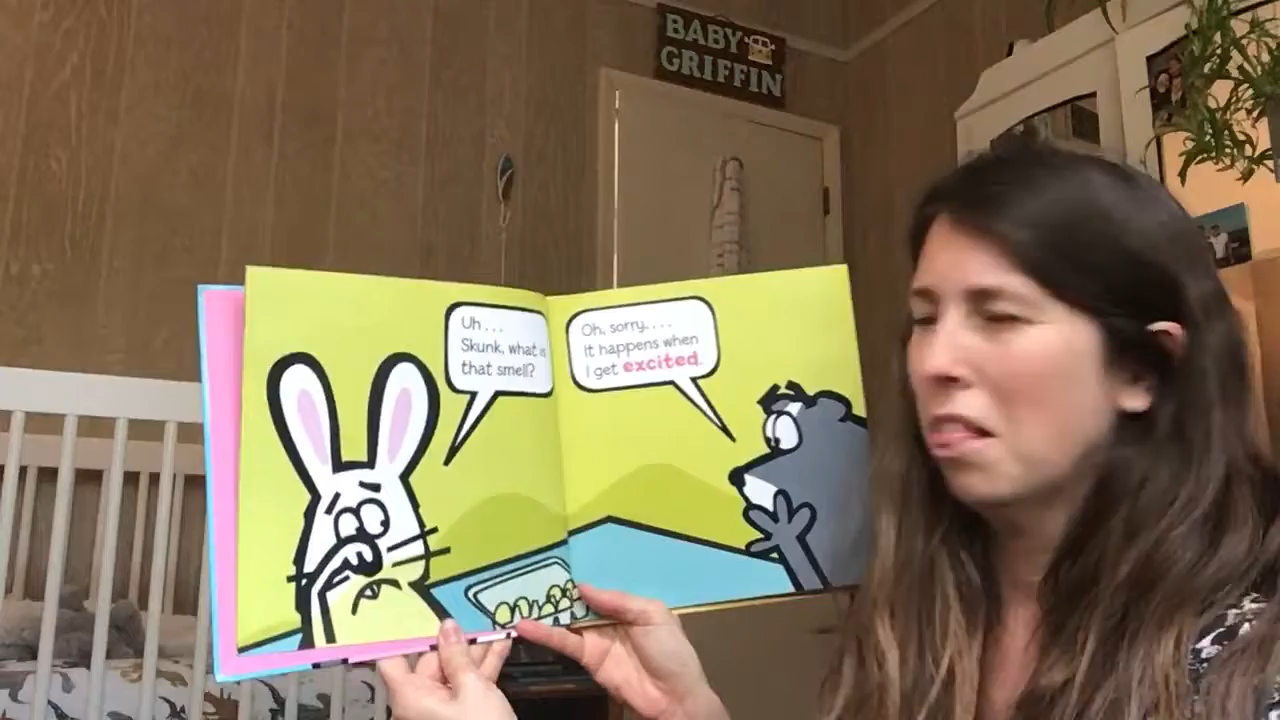 BABY
GRIFFIN
Uh...
Skunk, what is
that smell?
Oh, sorry....
It happens when
I get excited.